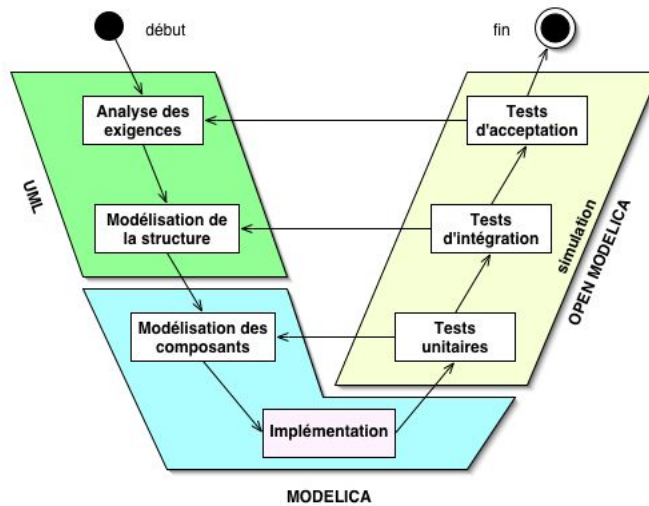 début
fin
Analyse des
exigences
Tests
d'acceptation
UML
Modélisation de
la structure
Tests
d'intégration
simulation
OPEN MODELICA
Modélisation des
composants
Tests
unitaires
Implémentation
MODELICA